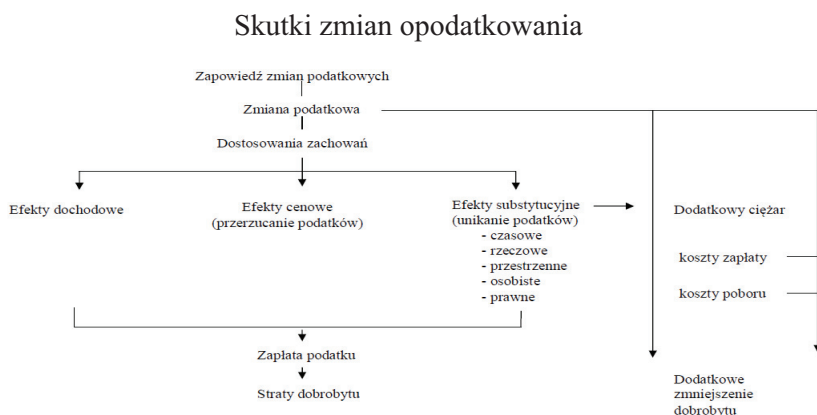 Skutki zmian opodatkowania
Zapowiedź zmian podatkowych
Zmiana podatkowa
Dostosowania zachowań
Efekty dochodowe
Efekty cenowe
(przerzucanie podatków)
Efekty substytucyjne
(unikanie podatków)
- czasowe
- rzeczowe
- przestrzenne
- osobiste
- prawne
Dodatkowy ciężar
koszty zapłaty
koszty poboru
Zapłata podatku
Straty dobrobytu
Dodatkowe
zmniejszenie
dobrobytu